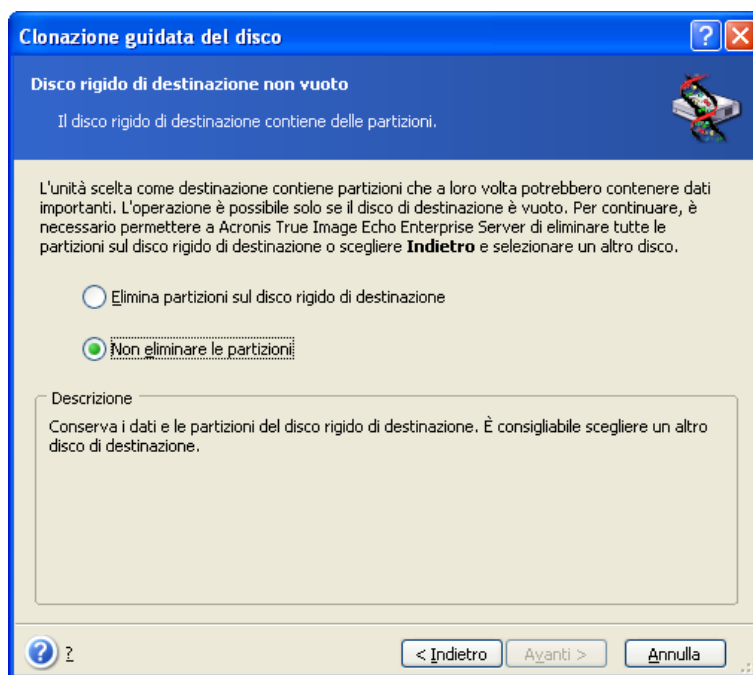 Clonazione guidata del disco
Disco rigido di destinazione non vuoto
Il disco rigido di destinazione contiene delle partizioni.
L'unità scelta come destinazione contiene partizioni che a loro volta potrebbero contenere dati
importanti. L'operazione è possibile solo se il disco di destinazione è vuoto. Per continuare, è
necessario permettere a Acronis True Image Echo Enterprise Server di eliminare tutte le
partizioni sul disco rigido di destinazione o scegliere Indietro e selezionare un altro disco.
Elimina partizioni sul disco rigido di destinazione
Non eliminare le partizioni
Descrizione
Conserva i dati e le partizioni del disco rigido di destinazione. È consigliabile scegliere un altro
disco di destinazione.
? ?
< Indietro
Avanti >
Annulla